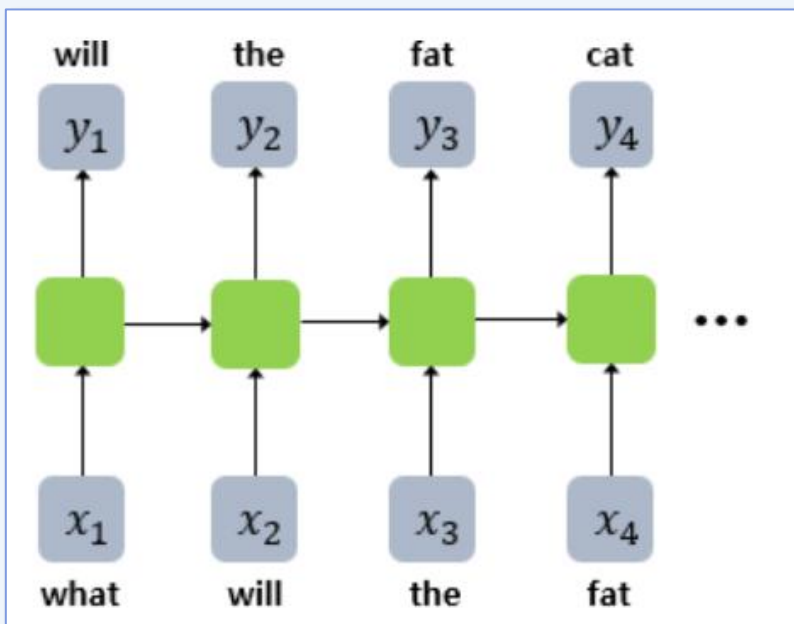 will the fat cat
y₁ y₂ y₃ y₄
...
x₁ x₂ x₃ x₄
what will the fat